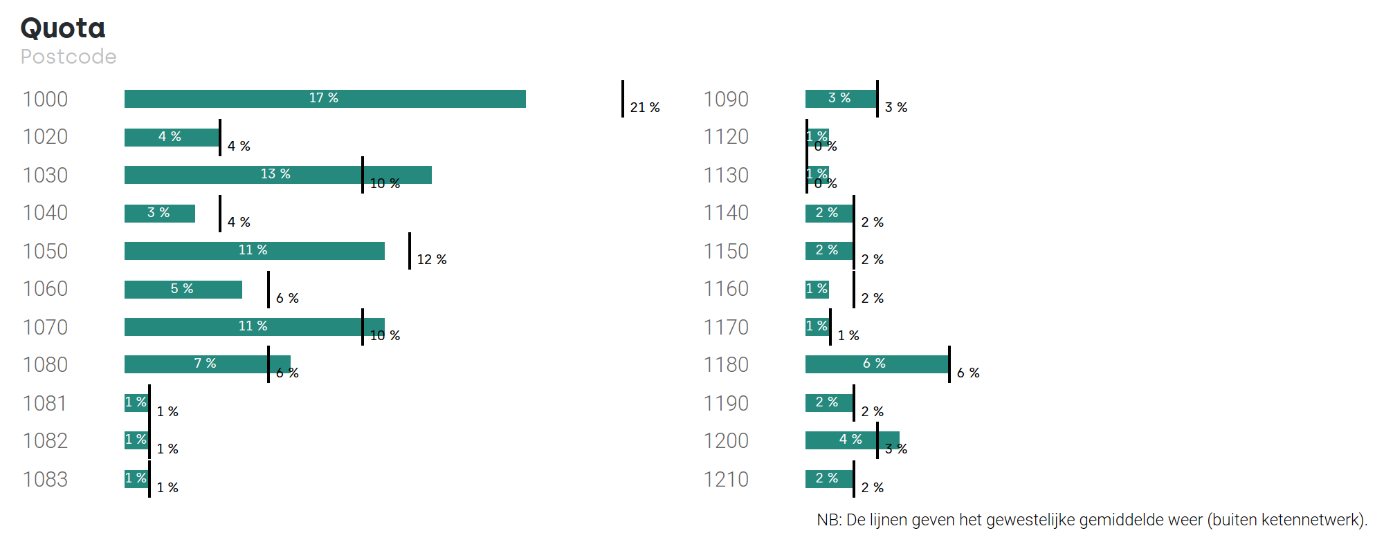 Quota
Postcode
1000 17 % 21 %
1020 4 % 4 %
1030 13 % 10 %
1040 3 % 4 %
1050 11 % 12 %
1060 5 % 6 %
1070 11 % 10 %
1080 7 % 6 %
1081 1 % 1 %
1082 1 % 1 %
1083 1 % 1 %
1090 3 % 3 %
1120 1 % 0 %
1130 1 % 0 %
1140 2 % 2 %
1150 2 % 2 %
1160 1 % 2 %
1170 1 % 1 %
1180 6 % 6 %
1190 2 % 2 %
1200 4 % 3 %
1210 2 % 2 %
NB: De lijnen geven het gewestelijke gemiddelde weer (buiten ketennetwerk).